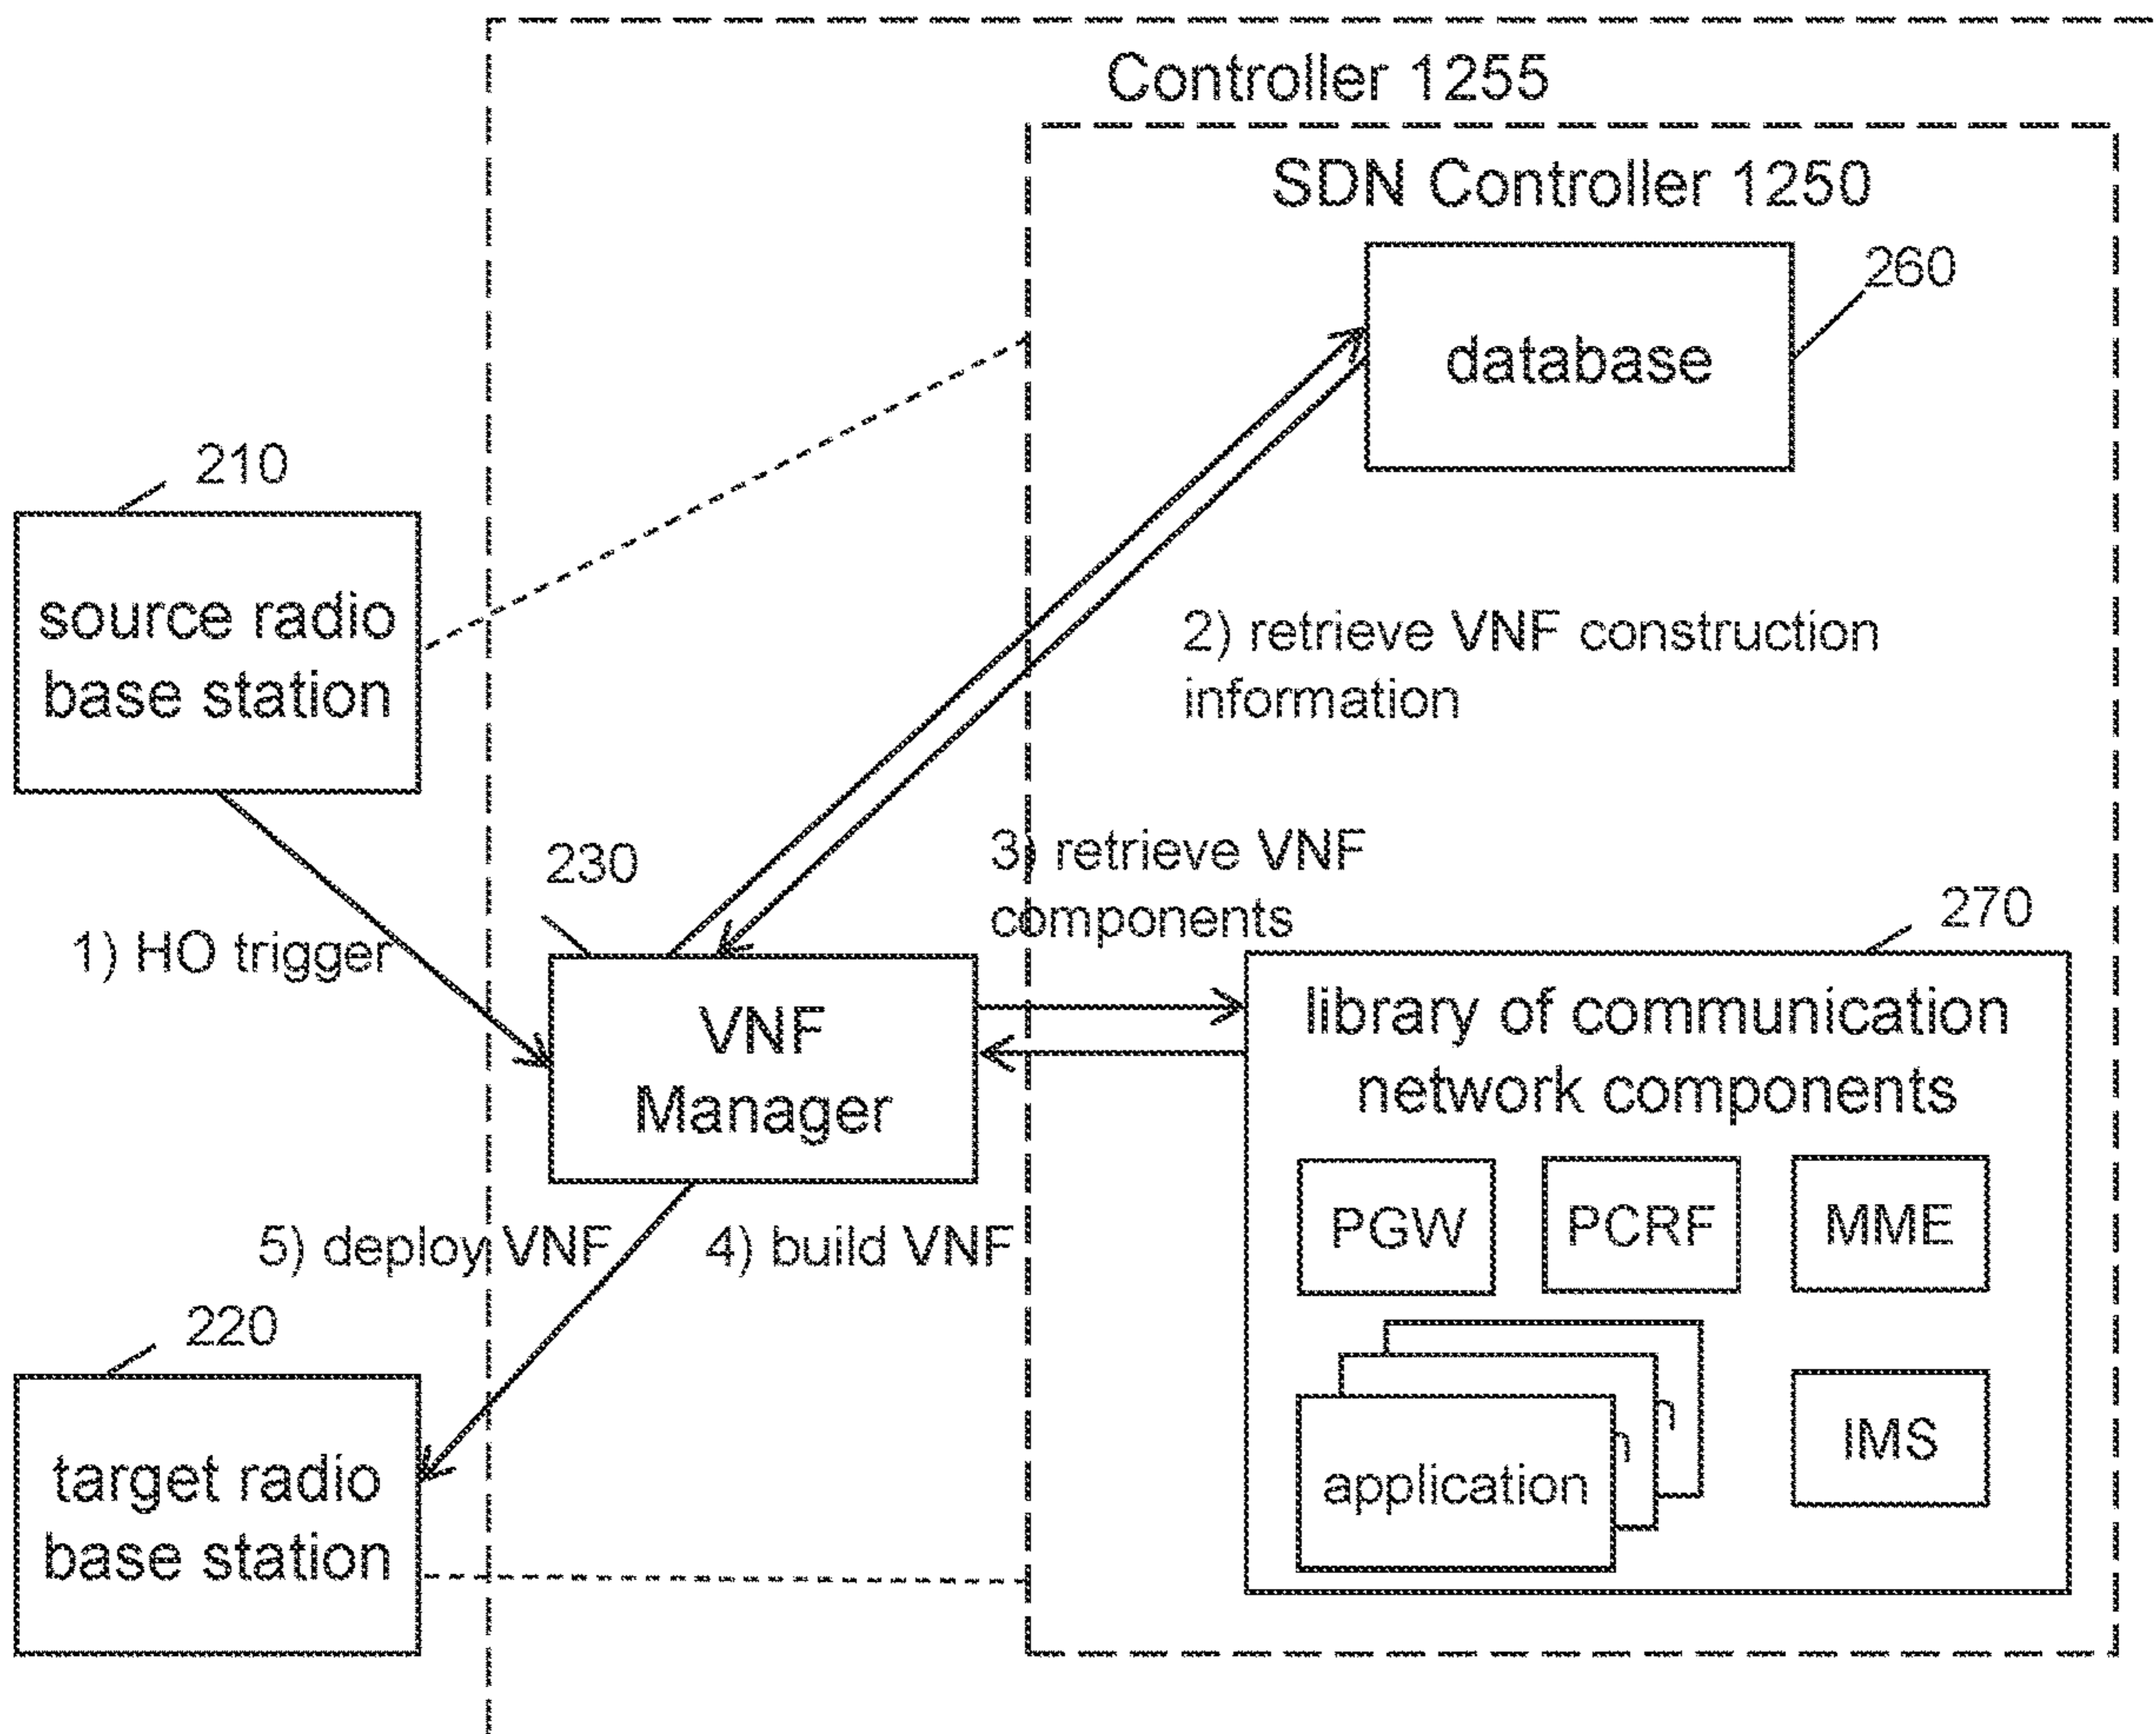 Controller 1255
SDN Controller 1250
260
database
210
source radio
base station
2) retrieve VNF construction
information
230
3) retrieve VNF
components
270
1) HO trigger
VNF
Manager
library of communication
network components
PGW
PCRF
MME
5) deploy VNF
4) build VNF
220
target radio
base station
application
IMS